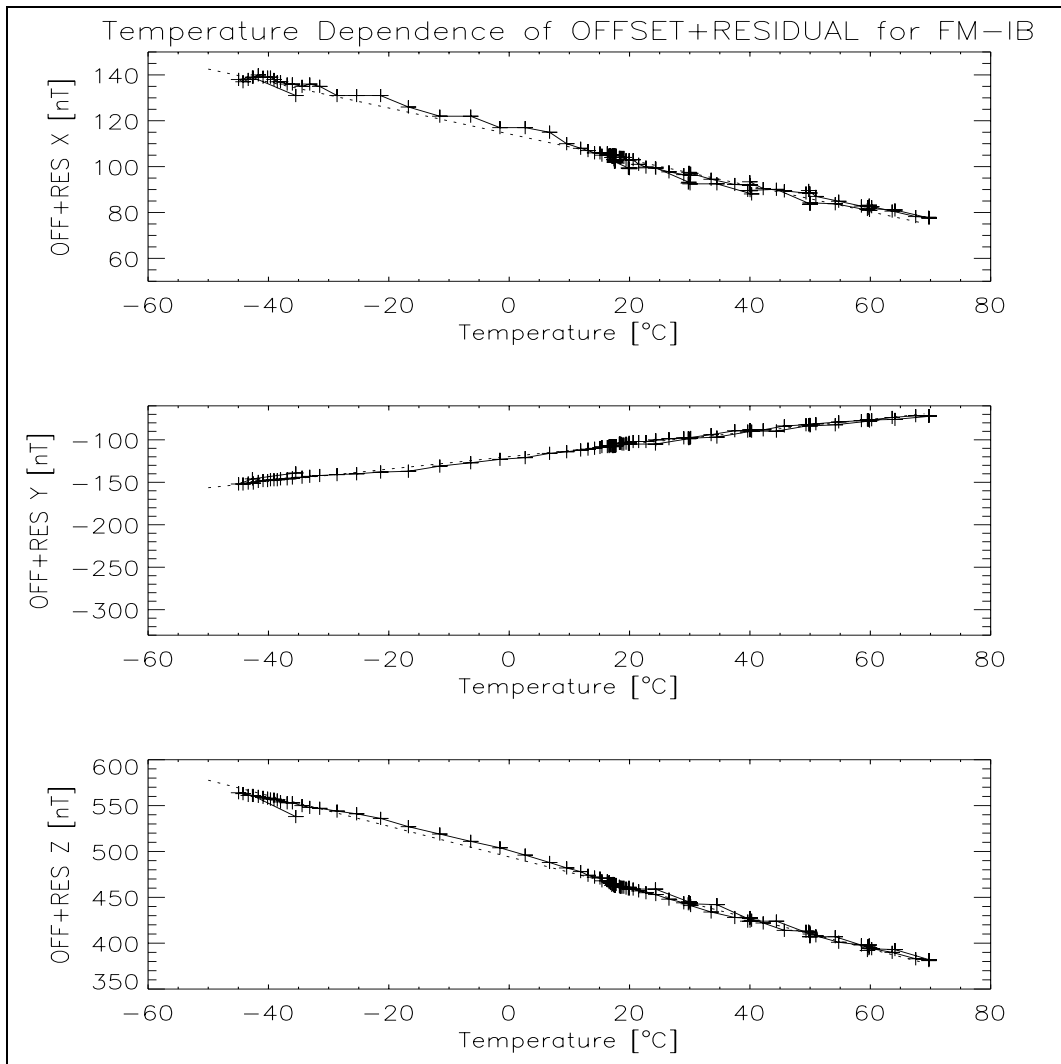 Temperature Dependence of OFFSET+RESIDUAL for FM-IB
OFF+RES X [nT]
140
120
100
80
60
-60 -40 -20 0 20 40 60 80
Temperature [°C]
OFF+RES Y [nT]
-100
-150
-200
-250
-300
-60 -40 -20 0 20 40 60 80
Temperature [°C]
OFF+RES Z [nT]
600
550
500
450
400
350
-60 -40 -20 0 20 40 60 80
Temperature [°C]